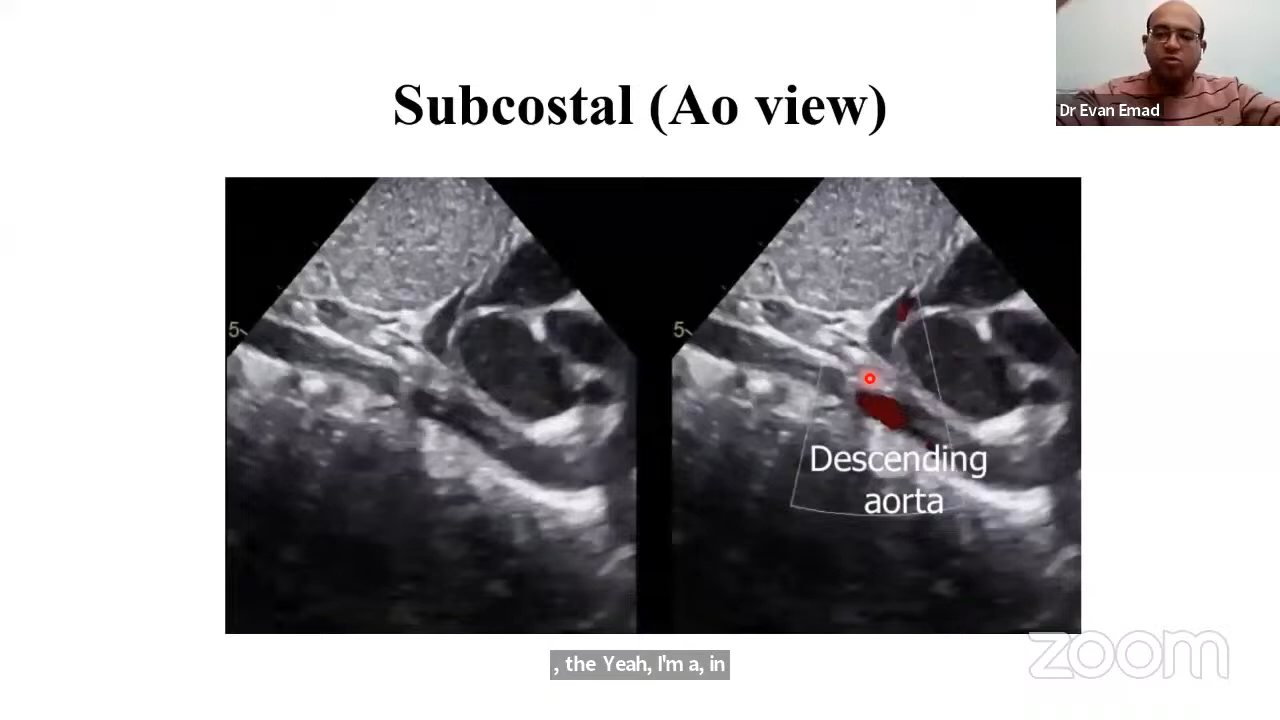 Subcostal (Ao view)
Dr Evan Emad
5
5
Descending
aorta
, the Yeah, I'm a, in
zoom